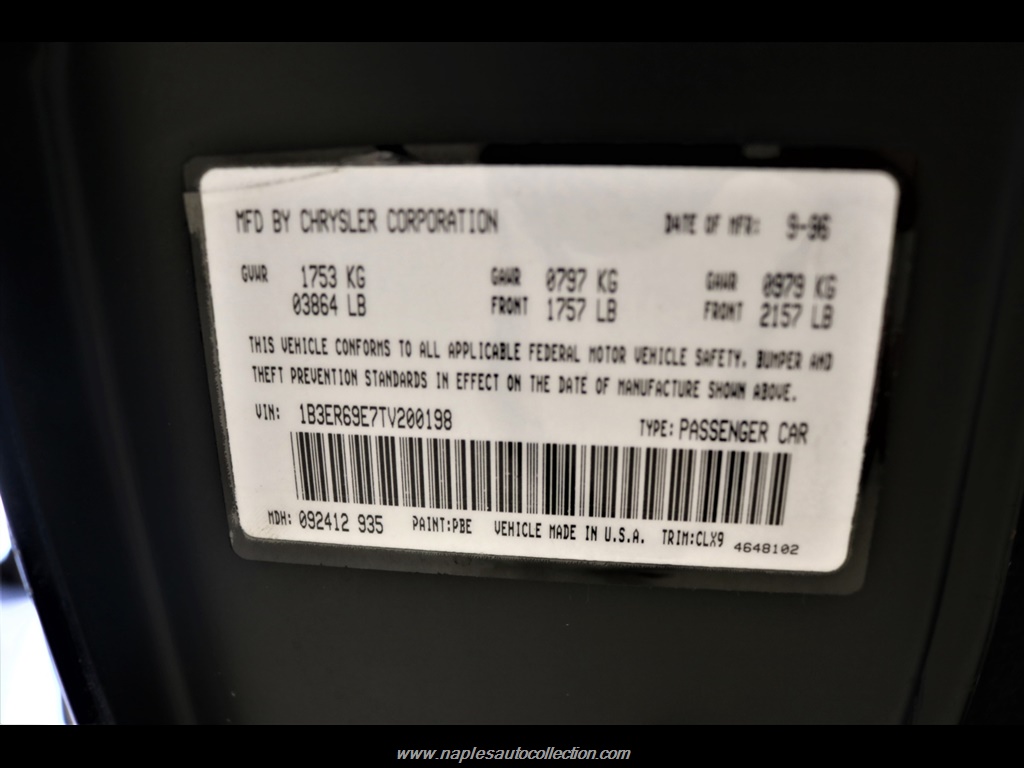 MFD BY CHRYSLER CORPORATION DATE OF MFR: 9-96
GVWR 1753 KG GAWR 0797 KG GAWR 0979 KG
03864 LB FRONT 1757 LB FRONT 2157 LB
THIS VEHICLE CONFORMS TO ALL APPLICABLE FEDERAL MOTOR VEHICLE SAFETY, BUMPER AND
THEFT PREVENTION STANDARDS IN EFFECT ON THE DATE OF MANUFACTURE SHOWN ABOVE.
VIN: 1B3ER69E7TV200198 TYPE: PASSENGER CAR
MDH: 092412 935 PAINT:PBE VEHICLE MADE IN U.S.A. TRIM:CLX9 4648102
www.naplesautocollection.com